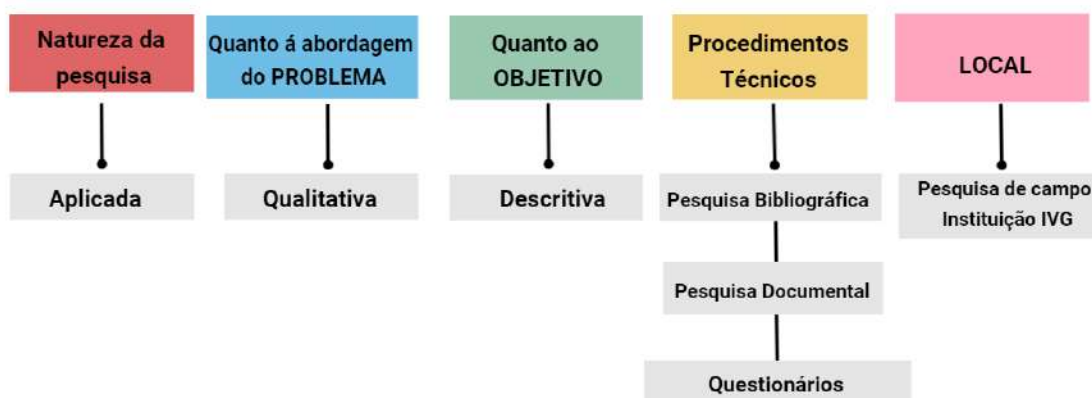 Natureza da
pesquisa
Quanto á abordagem
do PROBLEMA
Quanto ao
OBJETIVO
Procedimentos
Técnicos
LOCAL
Aplicada
Qualitativa
Descritiva
Pesquisa Bibliográfica
Pesquisa de campo
Instituição IVG
Pesquisa Documental
Questionários